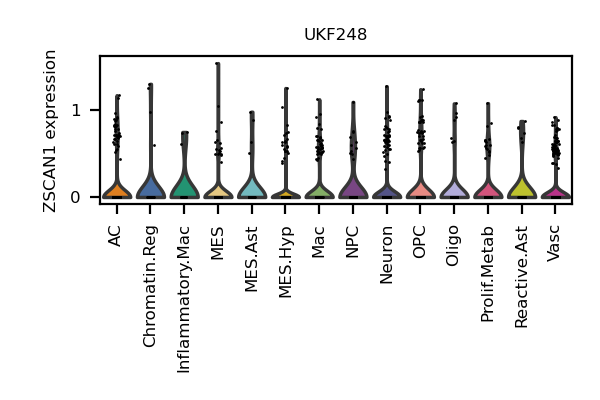 UKF248
ZSCAN1 expression
1
0
AC
Chromatin.Reg
Inflammatory.Mac
MES
MES.Ast
MES.Hyp
Mac
NPC
Neuron
OPC
Oligo
Prolif.Metab
Reactive.Ast
Vasc